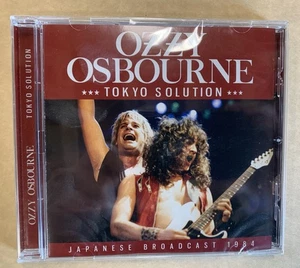 OZZY
OSBOURNE
*** TOKYO SOLUTION ***
JAPANESE BROADCAST 1984
OZZY OSBOURNE
TOKYO SOLUTION